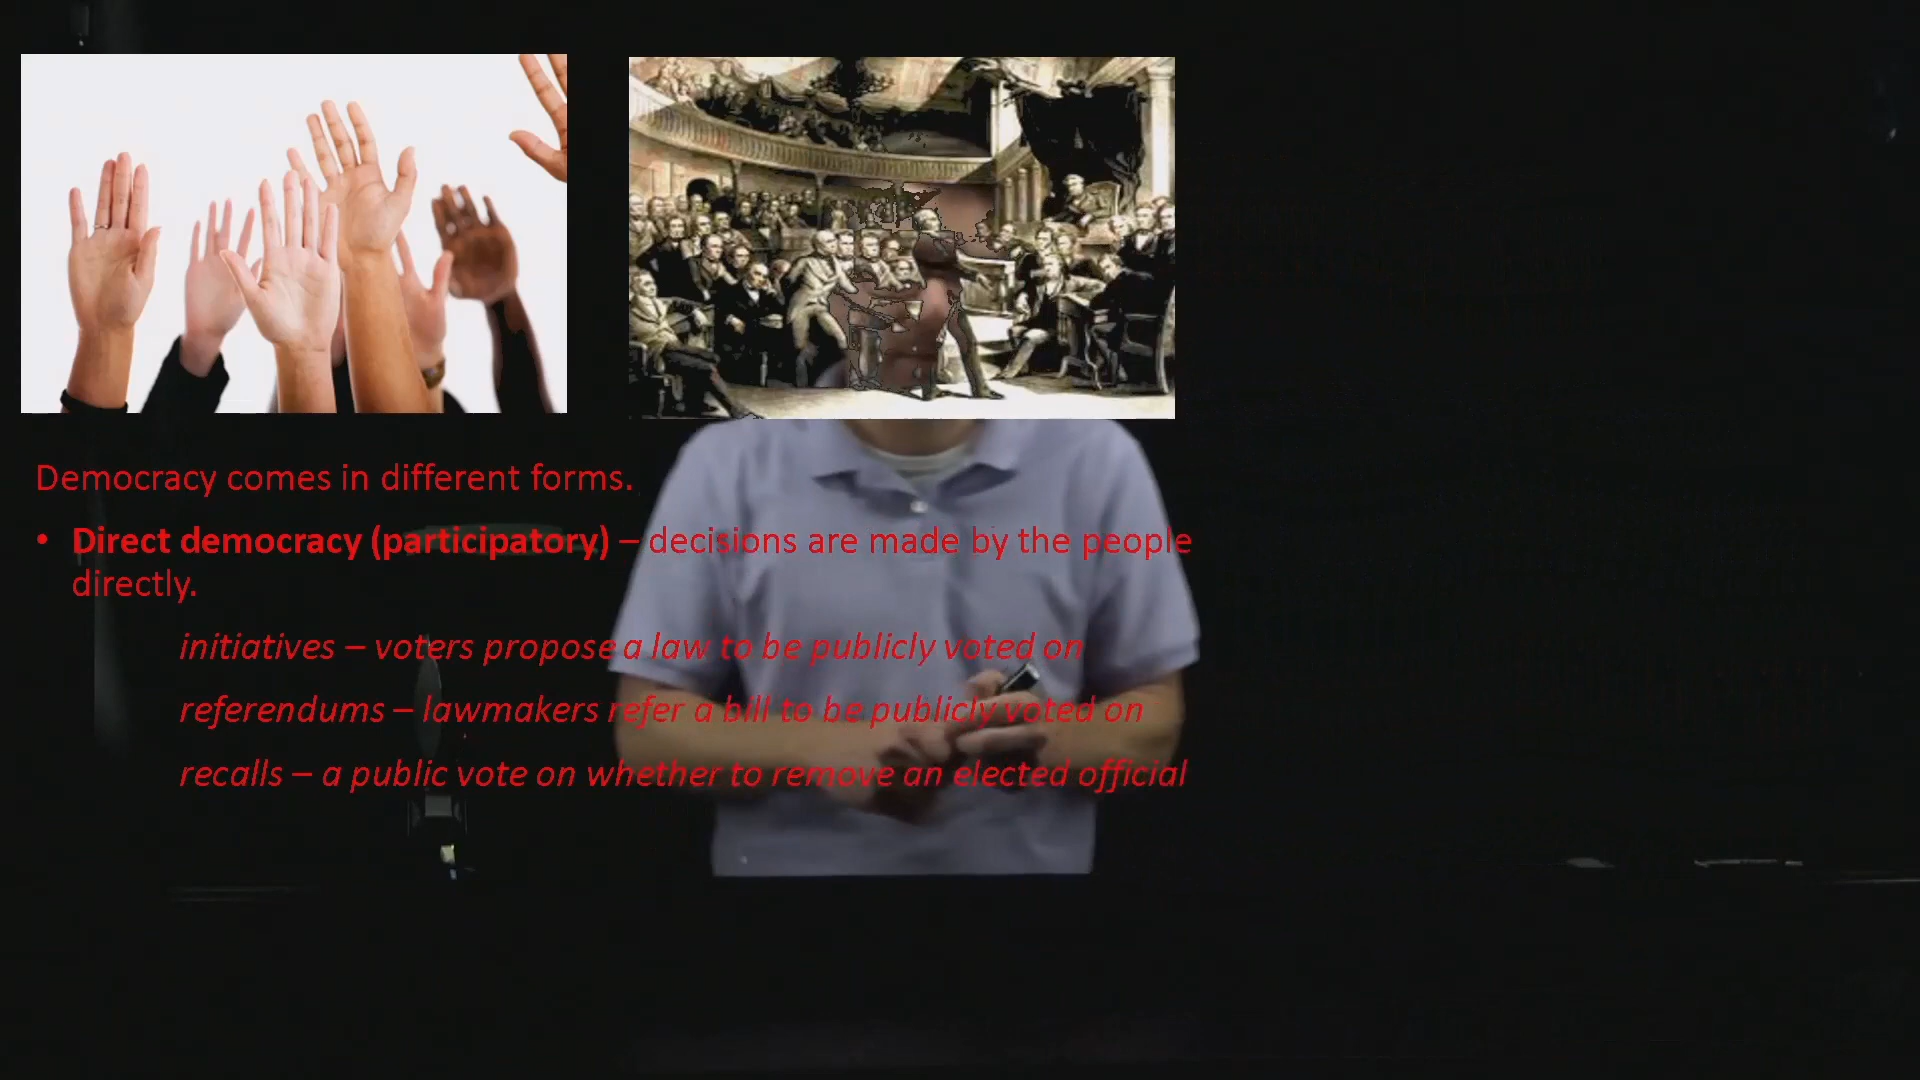 Democracy comes in different forms.
• Direct democracy (participatory) – decisions are made by the people
directly.
initiatives – voters propose a law to be publicly voted on
referendums – lawmakers refer a bill to be publicly voted on
recalls – a public vote on whether to remove an elected official